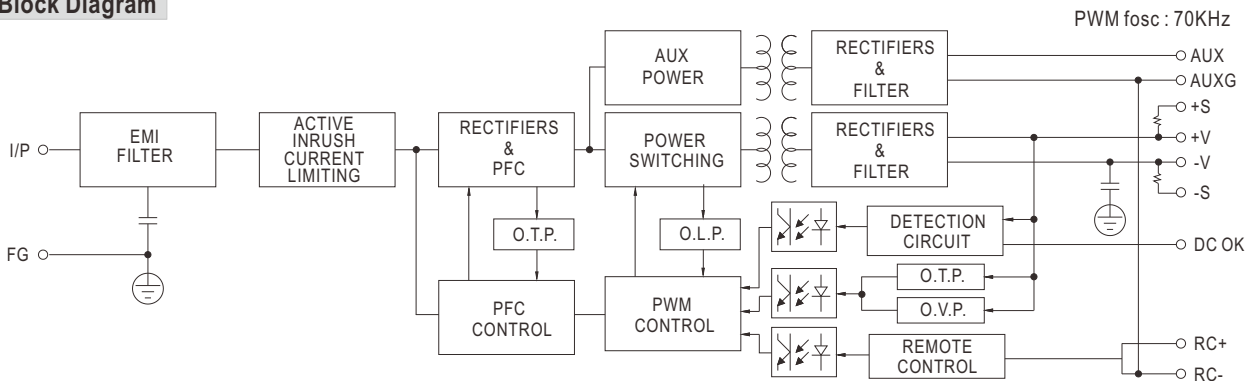 Block Diagram
PWM fosc : 70KHz
AUX
POWER
RECTIFIERS
&
FILTER
AUX
AUXG
+S
I/P
EMI
FILTER
ACTIVE
INRUSH
CURRENT
LIMITING
RECTIFIERS
&
PFC
POWER
SWITCHING
RECTIFIERS
&
FILTER
+V
-V
-S
O.T.P.
O.L.P.
DETECTION
CIRCUIT
DC OK
FG
PFC
CONTROL
PWM
CONTROL
O.T.P.
O.V.P.
REMOTE
CONTROL
RC+
RC-